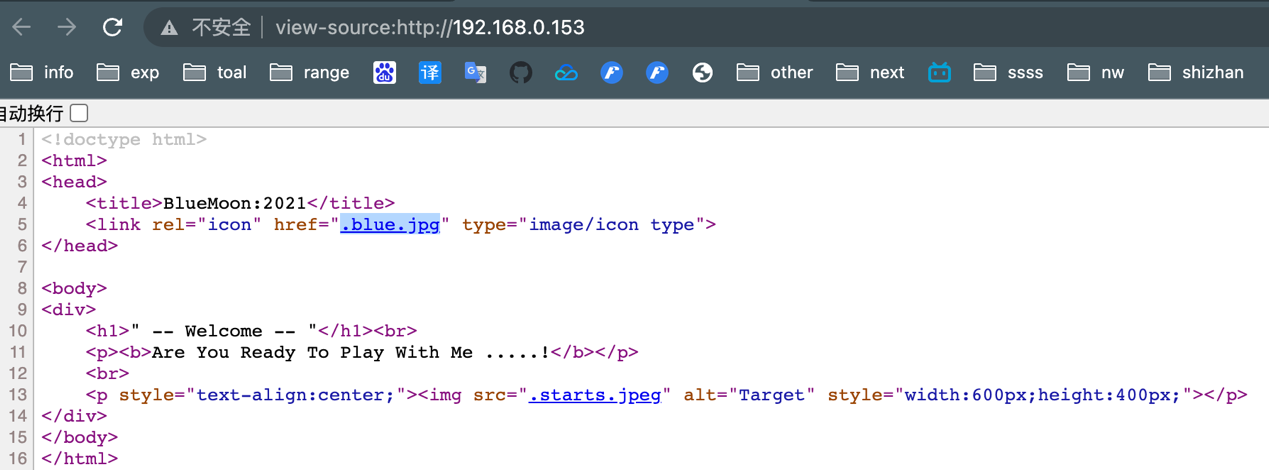 不安全 view-source:http://192.168.0.153
info exp toal range du 译 G 文 other next ssss nw shizhan
自动换行
1 <!doctype html>
2 <html>
3 <head>
4 <title>BlueMoon:2021</title>
5 <link rel="icon" href=".blue.jpg" type="image/icon type">
6 </head>
7
8 <body>
9 <div>
10 <h1>" -- Welcome -- "</h1><br>
11 <p><b>Are You Ready To Play With Me .....!</b></p>
12 <br>
13 <p style="text-align:center;"><img src=".starts.jpeg" alt="Target" style="width:600px;height:400px;"></p>
14 </div>
15 </body>
16 </html>